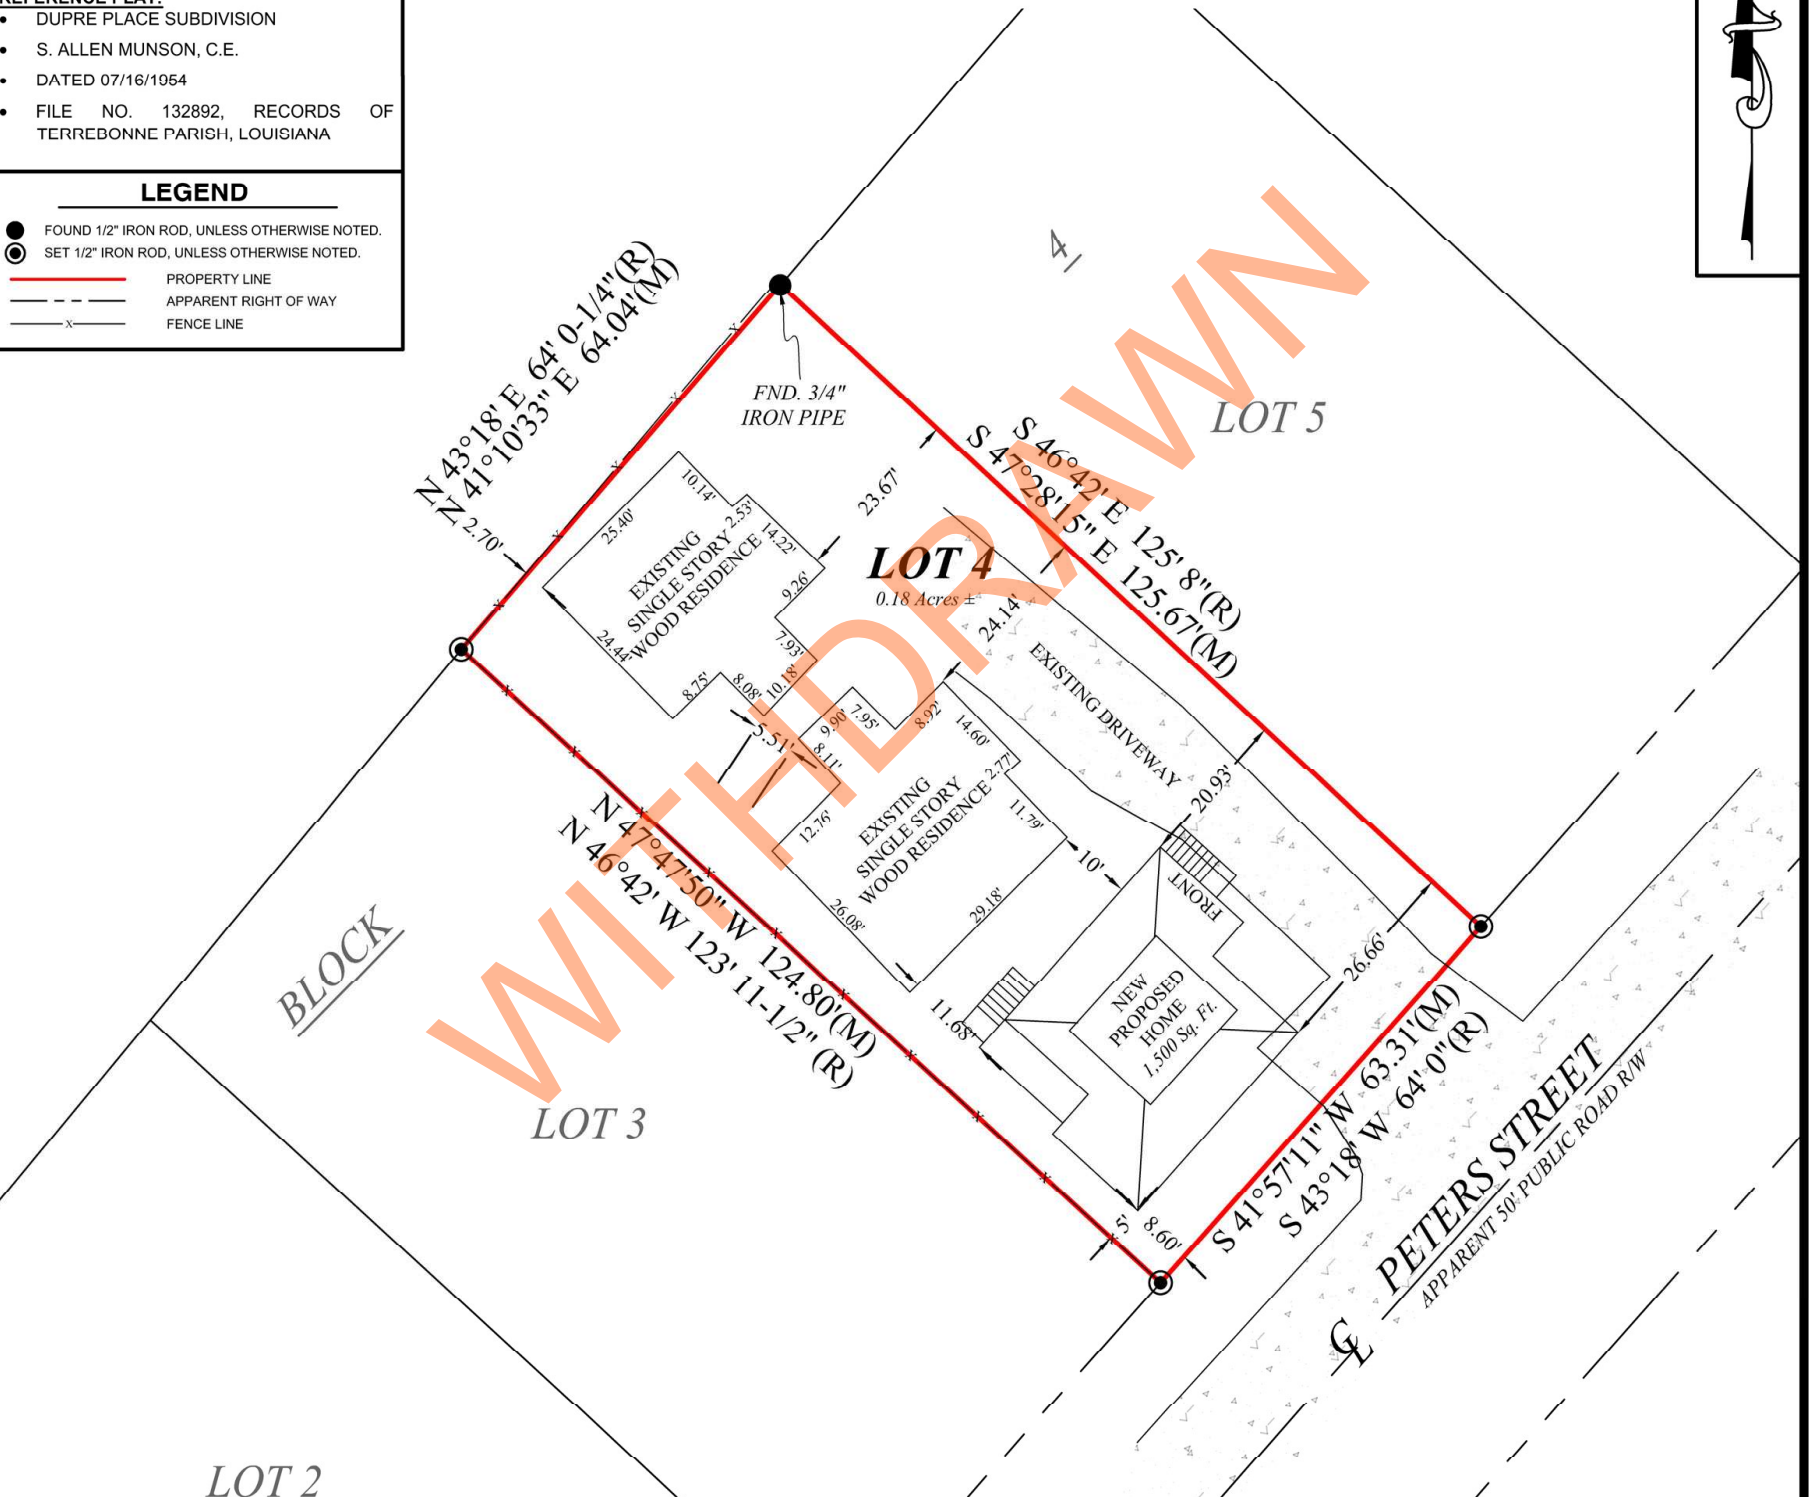 REFERENCE PLAT:
• DUPRE PLACE SUBDIVISION
• S. ALLEN MUNSON, C.E.
• DATED 07/16/1954
• FILE NO. 132892, RECORDS OF
TERREBONNE PARISH, LOUISIANA
LEGEND
FOUND 1/2" IRON ROD, UNLESS OTHERWISE NOTED.
SET 1/2" IRON ROD, UNLESS OTHERWISE NOTED.
PROPERTY LINE
APPARENT RIGHT OF WAY
x FENCE LINE
N 43°18' E 64' 0-1/4"(R)
N 41°10'33" E 64.04'(M)
2.70'
FND. 3/4"
IRON PIPE
4
LOT 5
S 46°42' E 125' 8"(R)
S 47°28'15" E 125.67'(M)
23.67'
LOT 4
0.18 Acres ±
24.14'
10.14'
2.53'
14.22'
25.40'
9.26'
EXISTING
SINGLE STORY
WOOD RESIDENCE
24.44'
7.93'
10.18'
8.08'
8.75'
5.51'
EXISTING DRIVEWAY
9.90'
7.95'
8.92'
14.60'
8.11'
2.77'
12.76'
11.79'
EXISTING
SINGLE STORY
WOOD RESIDENCE
26.08'
29.18'
10'
20.93'
FRONT
26.66'
NEW
PROPOSED
HOME
1,500 Sq. Ft.
11.68'
5'
8.60'
N 47°47'50" W 124.80'(M)
N 46°42' W 123' 11-1/2" (R)
S 41°57'11" W 63.31'(M)
S 43°18' W 64' 0"(R)
BLOCK
LOT 3
LOT 2
PETERS STREET
APPARENT 50' PUBLIC ROAD R/W
CL
WITHDRAWN